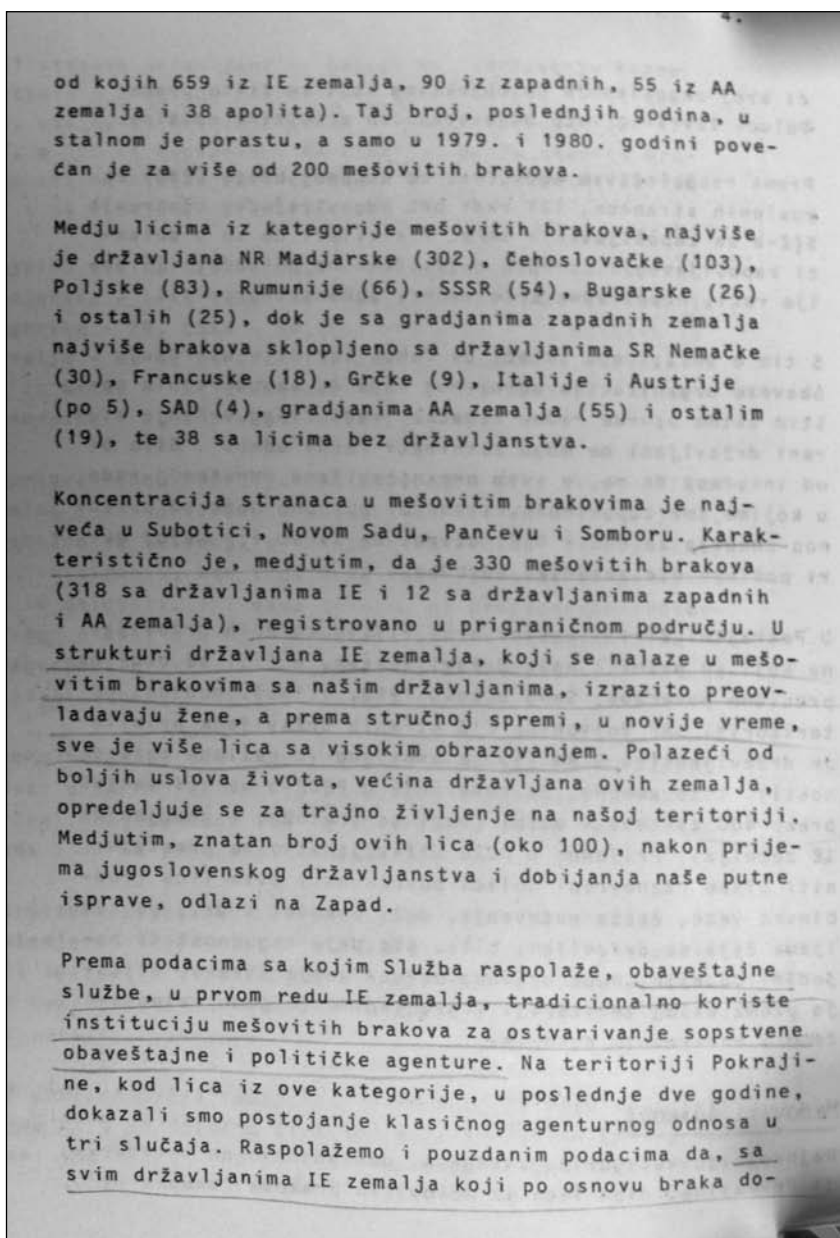 4.
od kojih 659 iz IE zemalja, 90 iz zapadnih, 55 iz AA
zemalja i 38 apolita). Taj broj, poslednjih godina, u
stalnom je porastu, a samo u 1979. i 1980. godini pove-
ćan je za više od 200 mešovitih brakova.
Medju licima iz kategorije mešovitih brakova, najviše
je državljana NR Madjarske (302), Čehoslovačke (103),
Poljske (83), Rumunije (66), SSSR (54), Bugarske (26)
i ostalih (25), dok je sa gradjanima zapadnih zemalja
najviše brakova sklopljeno sa državljanima SR Nemačke
(30), Francuske (18), Grčke (9), Italije i Austrije
(po 5), SAD (4), gradjanima AA zemalja (55) i ostalim
(19), te 38 sa licima bez državljanstva.
Koncentracija stranaca u mešovitim brakovima je naj-
veća u Subotici, Novom Sadu, Pančevu i Somboru. Karak-
teristično je, medjutim, da je 330 mešovitih brakova
(318 sa državljanima IE i 12 sa državljanima zapadnih
i AA zemalja), registrovano u prigraničnom području. U
strukturi državljana IE zemalja, koji se nalaze u mešo-
vitim brakovima sa našim državljanima, izrazito preov-
ladavaju žene, a prema stručnoj spremi, u novije vreme,
sve je više lica sa visokim obrazovanjem. Polazeći od
boljih uslova života, većina državljana ovih zemalja,
opredeljuje se za trajno življenje na našoj teritoriji.
Medjutim, znatan broj ovih lica (oko 100), nakon prije-
ma jugoslovenskog državljanstva i dobijanja naše putne
isprave, odlazi na Zapad.
Prema podacima sa kojim Služba raspolaže, obaveštajne
službe, u prvom redu IE zemalja, tradicionalno koriste
instituciju mešovitih brakova za ostvarivanje sopstvene
obaveštajne i političke agenture. Na teritoriji Pokraji-
ne, kod lica iz ove kategorije, u poslednje dve godine,
dokazali smo postojanje klasičnog agenturnog odnosa u
tri slučaja. Raspolažemo i pouzdanim podacima da, sa
svim državljanima IE zemalja koji po osnovu braka do-